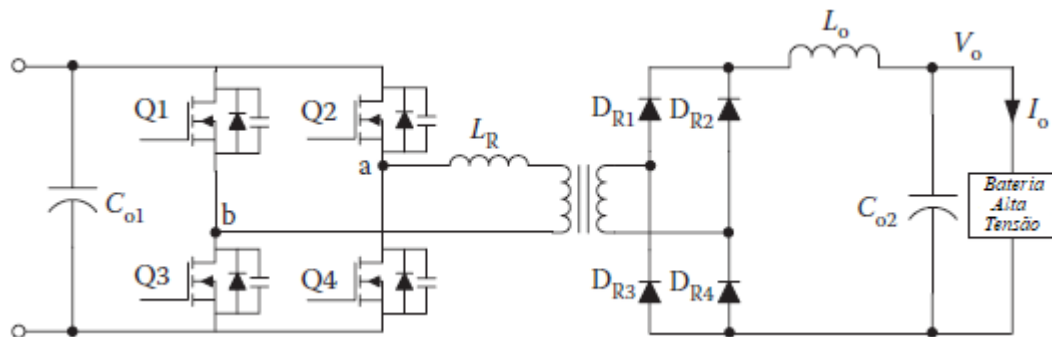 L_o
V_o
Q1
Q2
D_R1
D_R2
I_o
L_R
a
C_o1
b
C_o2
Bateria
Alta
Tensão
Q3
Q4
D_R3
D_R4